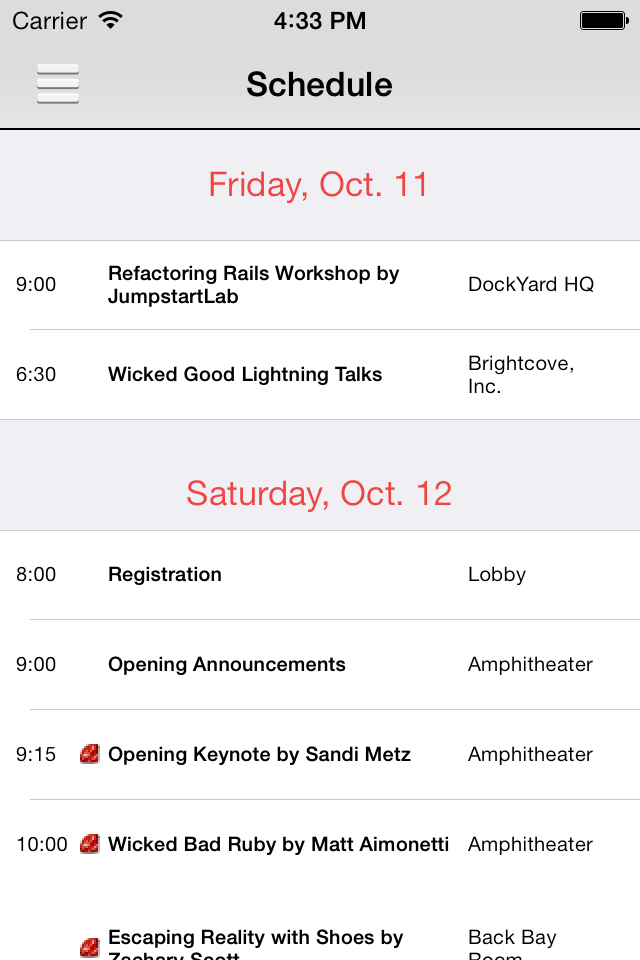 Carrier 4:33 PM
Schedule
Friday, Oct. 11
9:00 Refactoring Rails Workshop by DockYard HQ
JumpstartLab
6:30 Wicked Good Lightning Talks Brightcove,
Inc.
Saturday, Oct. 12
8:00 Registration Lobby
9:00 Opening Announcements Amphitheater
9:15 Opening Keynote by Sandi Metz Amphitheater
10:00 Wicked Bad Ruby by Matt Aimonetti Amphitheater
Escaping Reality with Shoes by Back Bay
Zachary Scott Room